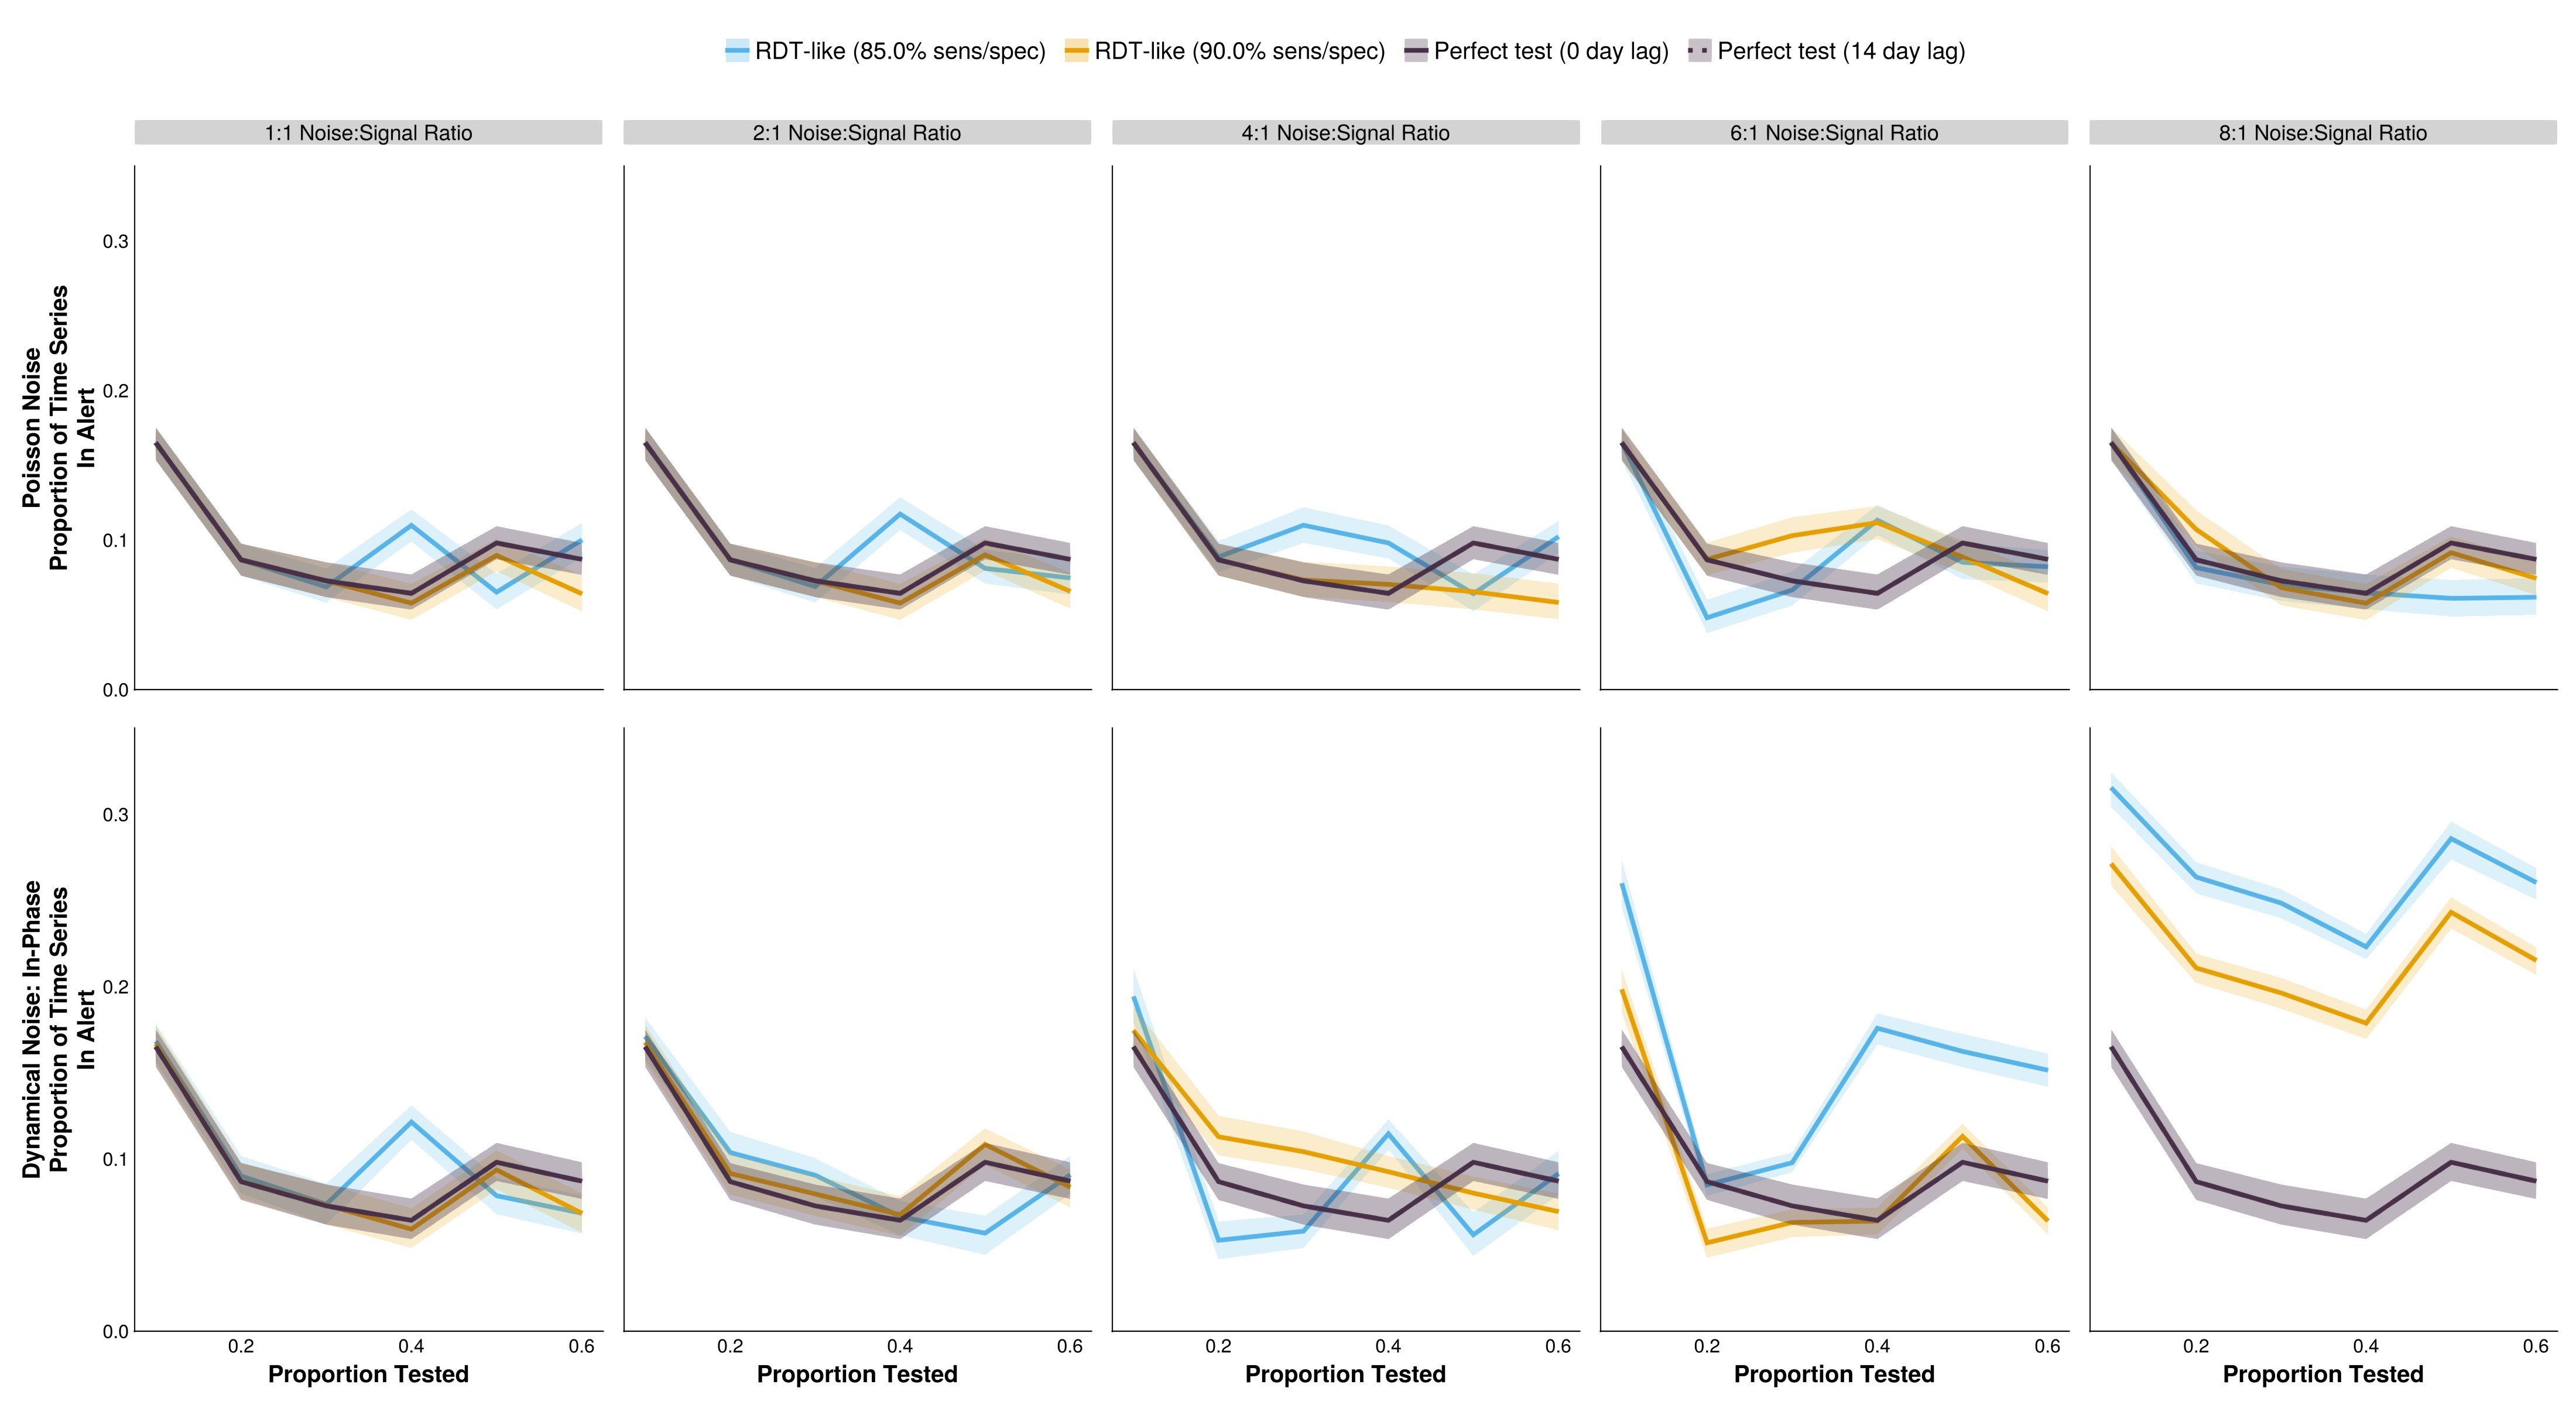 RDT-like (85.0% sens/spec) RDT-like (90.0% sens/spec) Perfect test (0 day lag) Perfect test (14 day lag)
1:1 Noise:Signal Ratio 2:1 Noise:Signal Ratio 4:1 Noise:Signal Ratio 6:1 Noise:Signal Ratio 8:1 Noise:Signal Ratio
Poisson Noise
Proportion of Time Series
In Alert
0.3
0.2
0.1
0.0
Dynamical Noise: In-Phase
Proportion of Time Series
In Alert
0.3
0.2
0.1
0.0
0.2 0.4 0.6 0.2 0.4 0.6 0.2 0.4 0.6 0.2 0.4 0.6 0.2 0.4 0.6
Proportion Tested Proportion Tested Proportion Tested Proportion Tested Proportion Tested